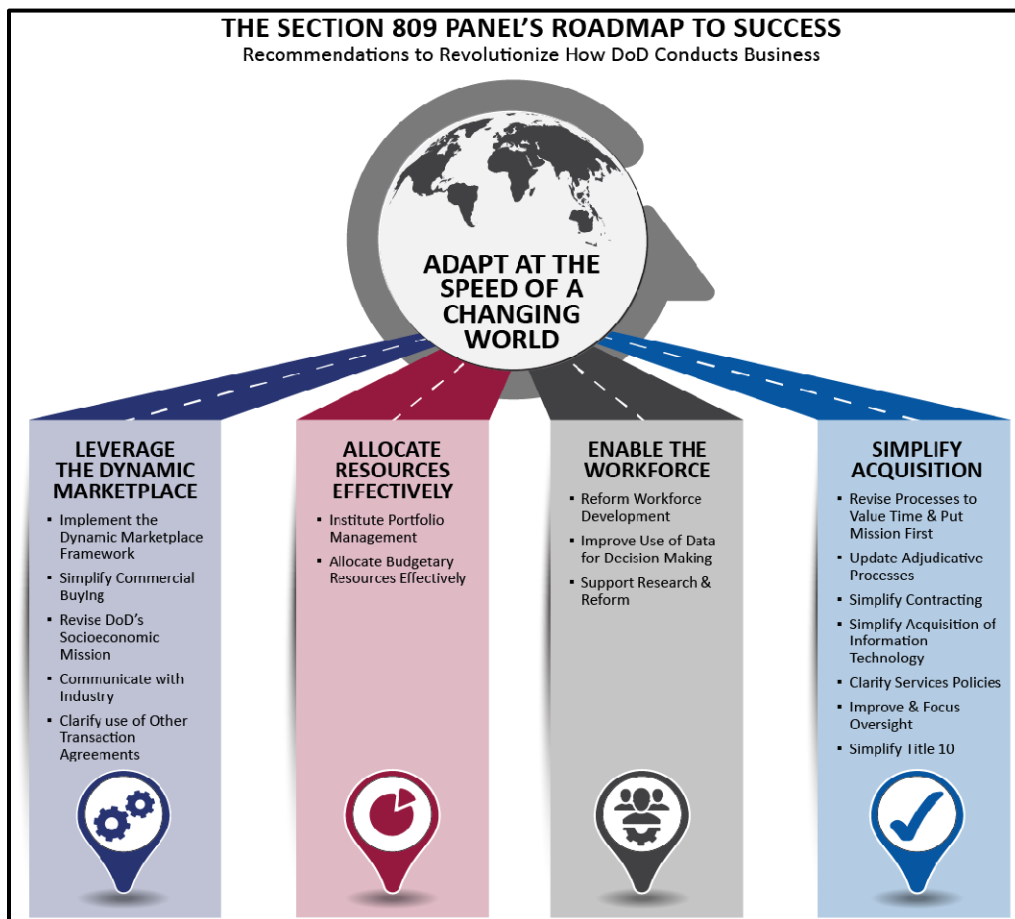 THE SECTION 809 PANEL'S ROADMAP TO SUCCESS
Recommendations to Revolutionize How DoD Conducts Business
ADAPT AT THE
SPEED OF A
CHANGING
WORLD
LEVERAGE
THE DYNAMIC
MARKETPLACE
▪ Implement the
Dynamic Marketplace
Framework
▪ Simplify Commercial
Buying
▪ Revise DoD's
Socioeconomic
Mission
▪ Communicate with
Industry
▪ Clarify use of Other
Transaction
Agreements
ALLOCATE
RESOURCES
EFFECTIVELY
▪ Institute Portfolio
Management
▪ Allocate Budgetary
Resources Effectively
ENABLE THE
WORKFORCE
▪ Reform Workforce
Development
▪ Improve Use of Data
for Decision Making
▪ Support Research &
Reform
SIMPLIFY
ACQUISITION
▪ Revise Processes to
Value Time & Put
Mission First
▪ Update Adjudicative
Processes
▪ Simplify Contracting
▪ Simplify Acquisition of
Information
Technology
▪ Clarify Services Policies
▪ Improve & Focus
Oversight
▪ Simplify Title 10